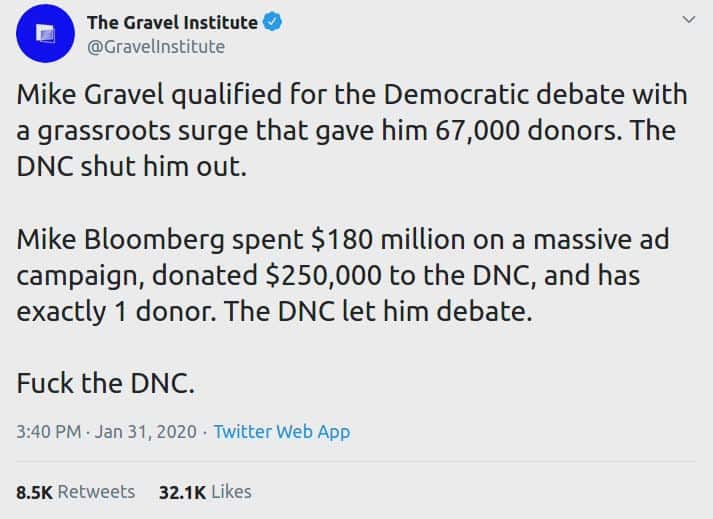 The Gravel Institute
@GravelInstitute
Mike Gravel qualified for the Democratic debate with
a grassroots surge that gave him 67,000 donors. The
DNC shut him out.
Mike Bloomberg spent $180 million on a massive ad
campaign, donated $250,000 to the DNC, and has
exactly 1 donor. The DNC let him debate.
Fuck the DNC.
3:40 PM · Jan 31, 2020 · Twitter Web App
8.5K Retweets 32.1K Likes